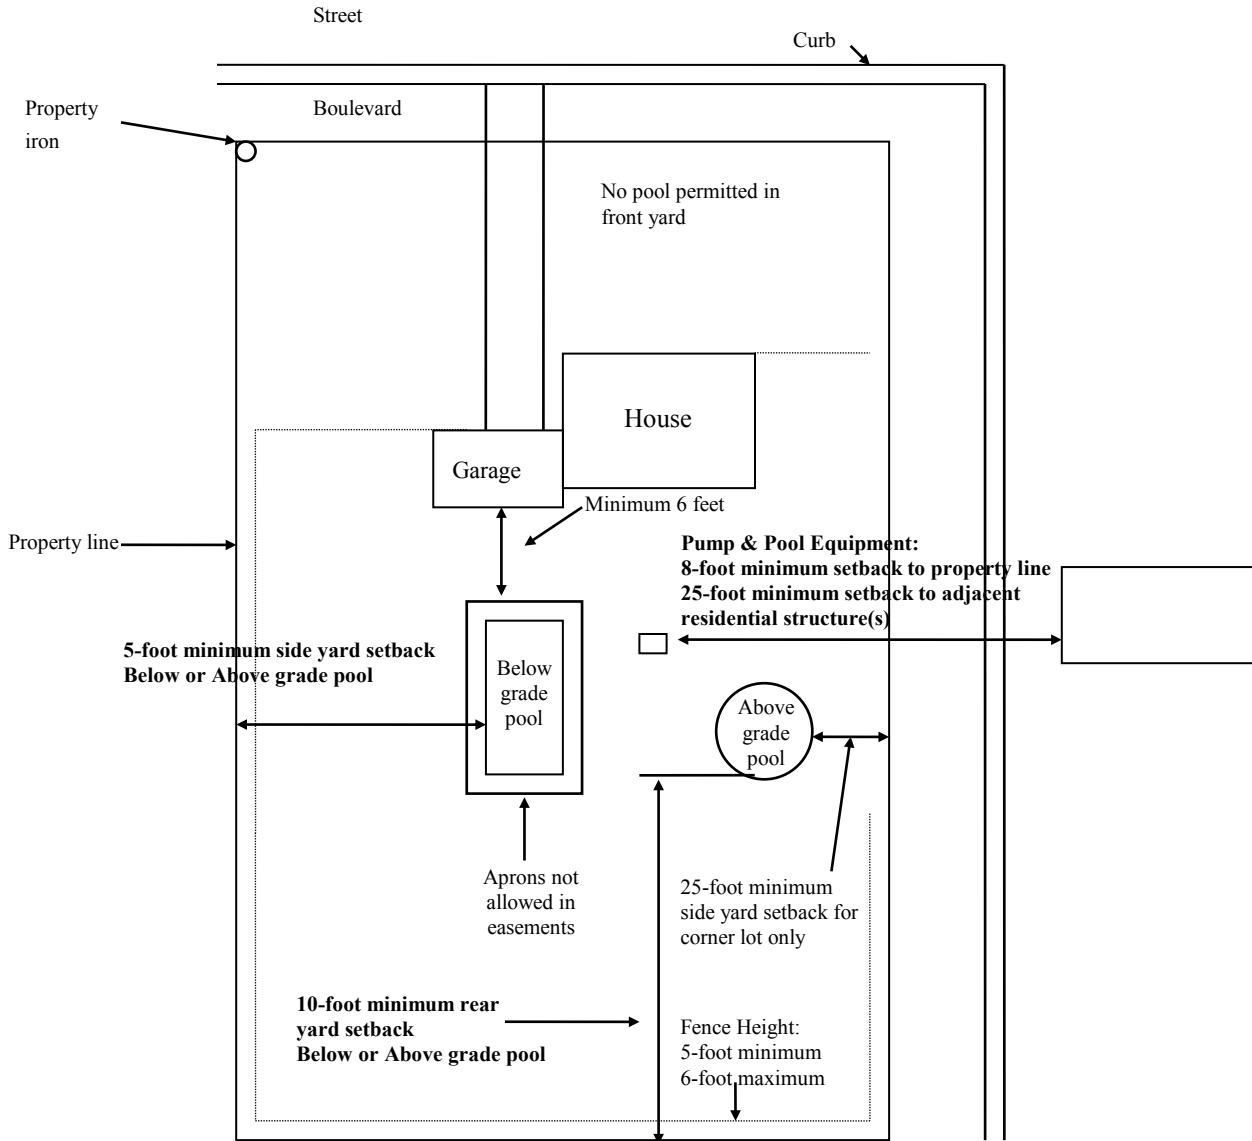 Street
Curb
Property
iron
Boulevard
No pool permitted in
front yard
House
Garage
Minimum 6 feet
Property line
Pump & Pool Equipment:
8-foot minimum setback to property line
25-foot minimum setback to adjacent
residential structure(s)
5-foot minimum side yard setback
Below or Above grade pool
Below
grade
pool
Above
grade
pool
Aprons not
allowed in
easements
25-foot minimum
side yard setback for
corner lot only
10-foot minimum rear
yard setback
Below or Above grade pool
Fence Height:
5-foot minimum
6-foot maximum